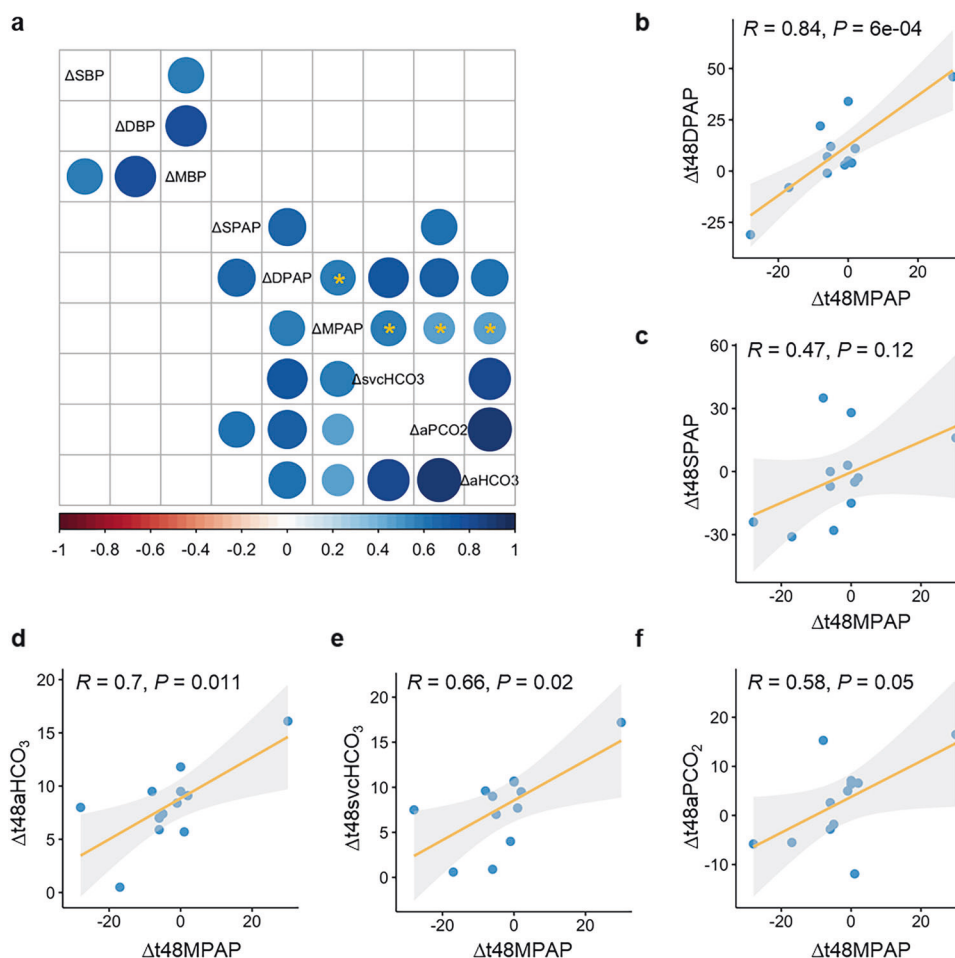 a
ΔSBP
ΔDBP
ΔMBP
ΔSPAP
ΔDPAP
*
ΔMPAP
* * *
ΔsvcHCO3
ΔaPCO2
ΔaHCO3
-1 -0.8 -0.6 -0.4 -0.2 0 0.2 0.4 0.6 0.8 1
b
R = 0.84, P = 6e-04
Δt48DPAP
50
25
0
-25
-20 0 20
Δt48MPAP
c
R = 0.47, P = 0.12
Δt48SPAP
60
30
0
-30
-20 0 20
Δt48MPAP
d
R = 0.7, P = 0.011
Δt48aHCO₃
20
15
10
5
0
-20 0 20
Δt48MPAP
e
R = 0.66, P = 0.02
Δt48svcHCO₃
20
15
10
5
0
-20 0 20
Δt48MPAP
f
R = 0.58, P = 0.05
Δt48aPCO₂
20
10
0
-10
-20 0 20
Δt48MPAP